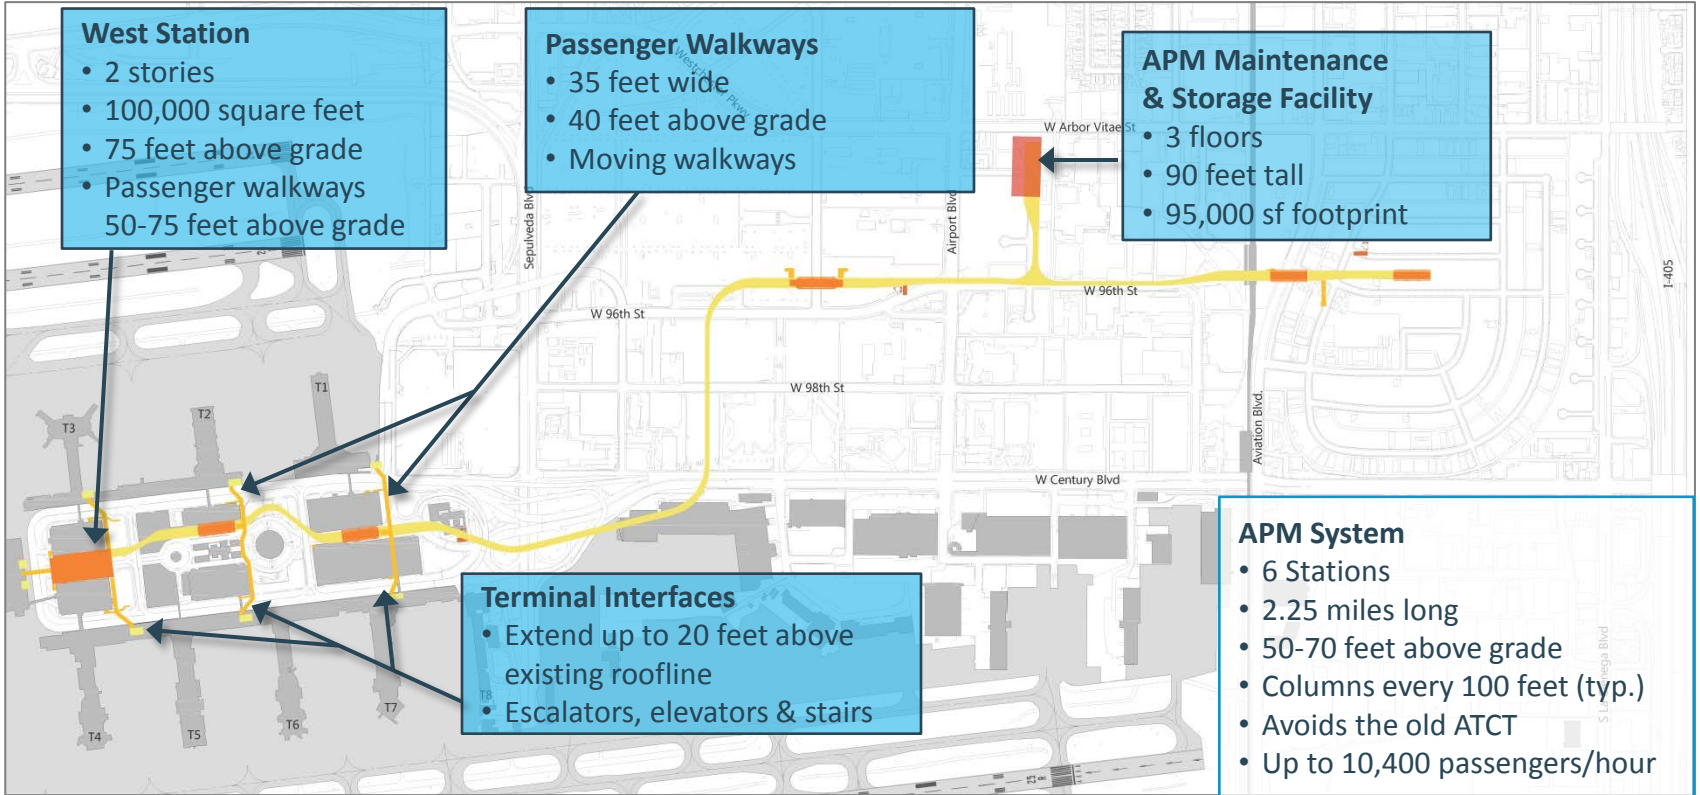 West Station
• 2 stories
• 100,000 square feet
• 75 feet above grade
• Passenger walkways
50-75 feet above grade
Passenger Walkways
• 35 feet wide
• 40 feet above grade
• Moving walkways
APM Maintenance
& Storage Facility
• 3 floors
• 90 feet tall
• 95,000 sf footprint
Westchester Pkwy
W Arbor Vitae St
Sepulveda Blvd
Airport Blvd
I-405
W 96th St
W 96th St
W 98th St
Aviation Blvd.
W Century Blvd
T1
T2
T3
T4
T5
T6
T7
T8
Terminal Interfaces
• Extend up to 20 feet above
existing roofline
• Escalators, elevators & stairs
APM System
• 6 Stations
• 2.25 miles long
• 50-70 feet above grade
• Columns every 100 feet (typ.)
• Avoids the old ATCT
• Up to 10,400 passengers/hour
25
R